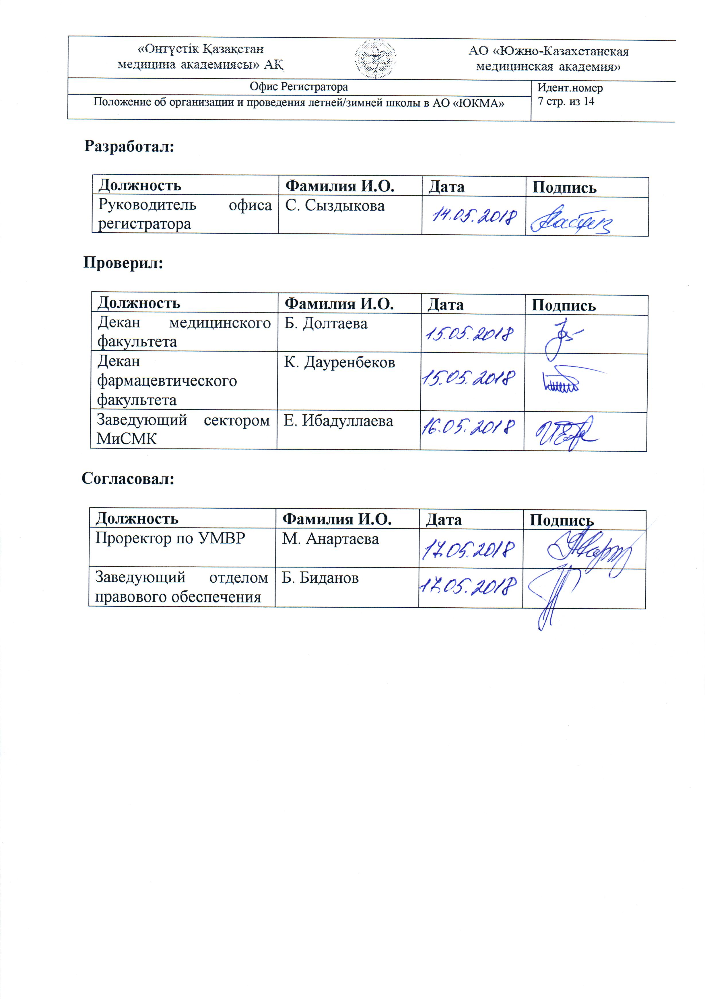 «Оңтүстік Қазақстан
медицина академиясы» АҚ
АО «Южно-Казахстанская
медицинская академия»
Офис Регистратора
Положение об организации и проведения летней/зимней школы в АО «ЮКМА»
Идент.номер
7 стр. из 14
Разработал:
Должность Фамилия И.О. Дата Подпись
Руководитель офиса С. Сыздыкова 14.05.2018
регистратора
Проверил:
Должность Фамилия И.О. Дата Подпись
Декан медицинского Б. Долтаева 15.05.2018
факультета
Декан К. Дауренбеков 15.05.2018
фармацевтического
факультета
Заведующий сектором Е. Ибадуллаева 16.05.2018
МиСМК
Согласовал:
Должность Фамилия И.О. Дата Подпись
Проректор по УМВР М. Анартаева 17.05.2018
Заведующий отделом Б. Биданов 17.05.2018
правового обеспечения